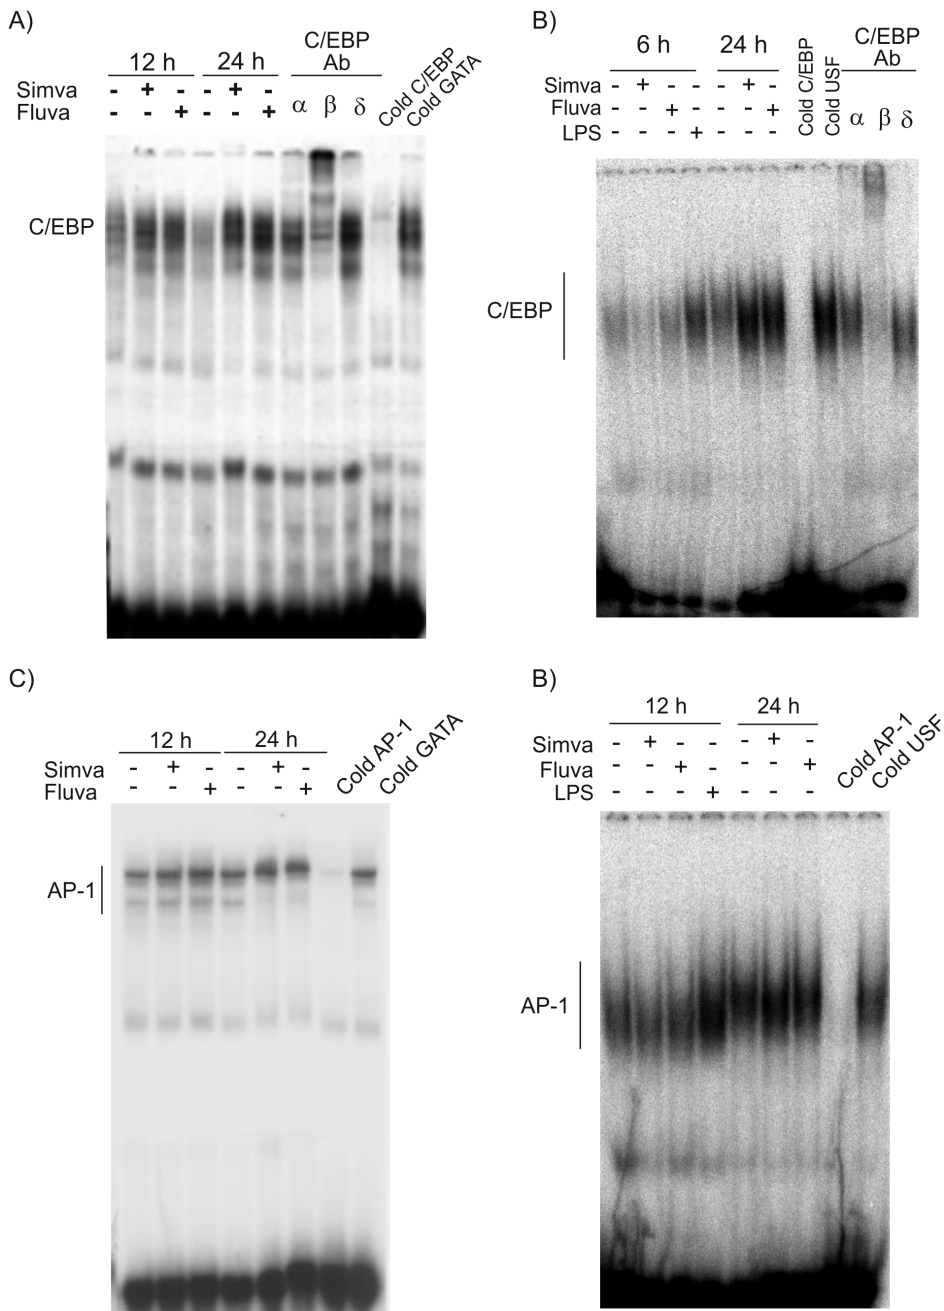 A)
C/EBP
Ab
12 h 24 h
Cold C/EBP
Cold GATA
Simva - + - - + -
Fluva - - + - - + α β δ
C/EBP
B)
C/EBP
Ab
6 h 24 h
Cold C/EBP
Cold USF
Simva - + - - - + -
Fluva - - + - - - + α β δ
LPS - - - + - - -
C/EBP
C)
12 h 24 h
Cold AP-1
Cold GATA
Simva - + - - + -
Fluva - - + - - +
AP-1
B)
12 h 24 h
Cold AP-1
Cold USF
Simva - + - - - + -
Fluva - - + - - - +
LPS - - - + - - -
AP-1